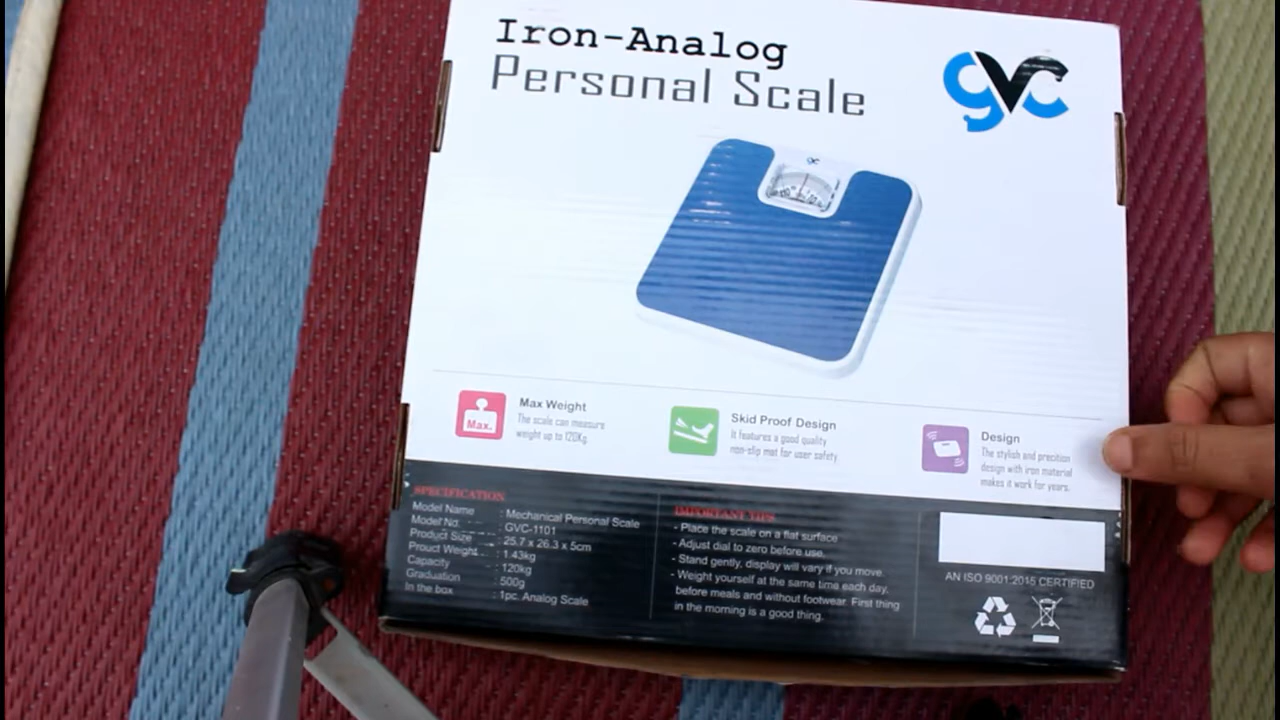 Iron-Analog
Personal Scale
gvc
Max.
Max Weight
The scale can measure
weight up to 120Kg.
Skid Proof Design
It features a good quality
non-slip mat for user safety.
Design
The stylish and precition
design with iron material
makes it work for years.
SPECIFICATION
Model Name : Mechanical Personal Scale
Model No. : GVC-1101
Product Size : 25.7 x 26.3 x 5cm
Prouct Weight : 1.43kg
Capacity : 120kg
Graduation : 500g
In the box : 1pc. Analog Scale
IMPORTANT TIPS
- Place the scale on a flat surface
- Adjust dial to zero before use.
- Stand gently, display will vary if you move.
- Weight yourself at the same time each day,
before meals and without footwear. First thing
in the morning is a good thing.
AN ISO 9001:2015 CERTIFIED